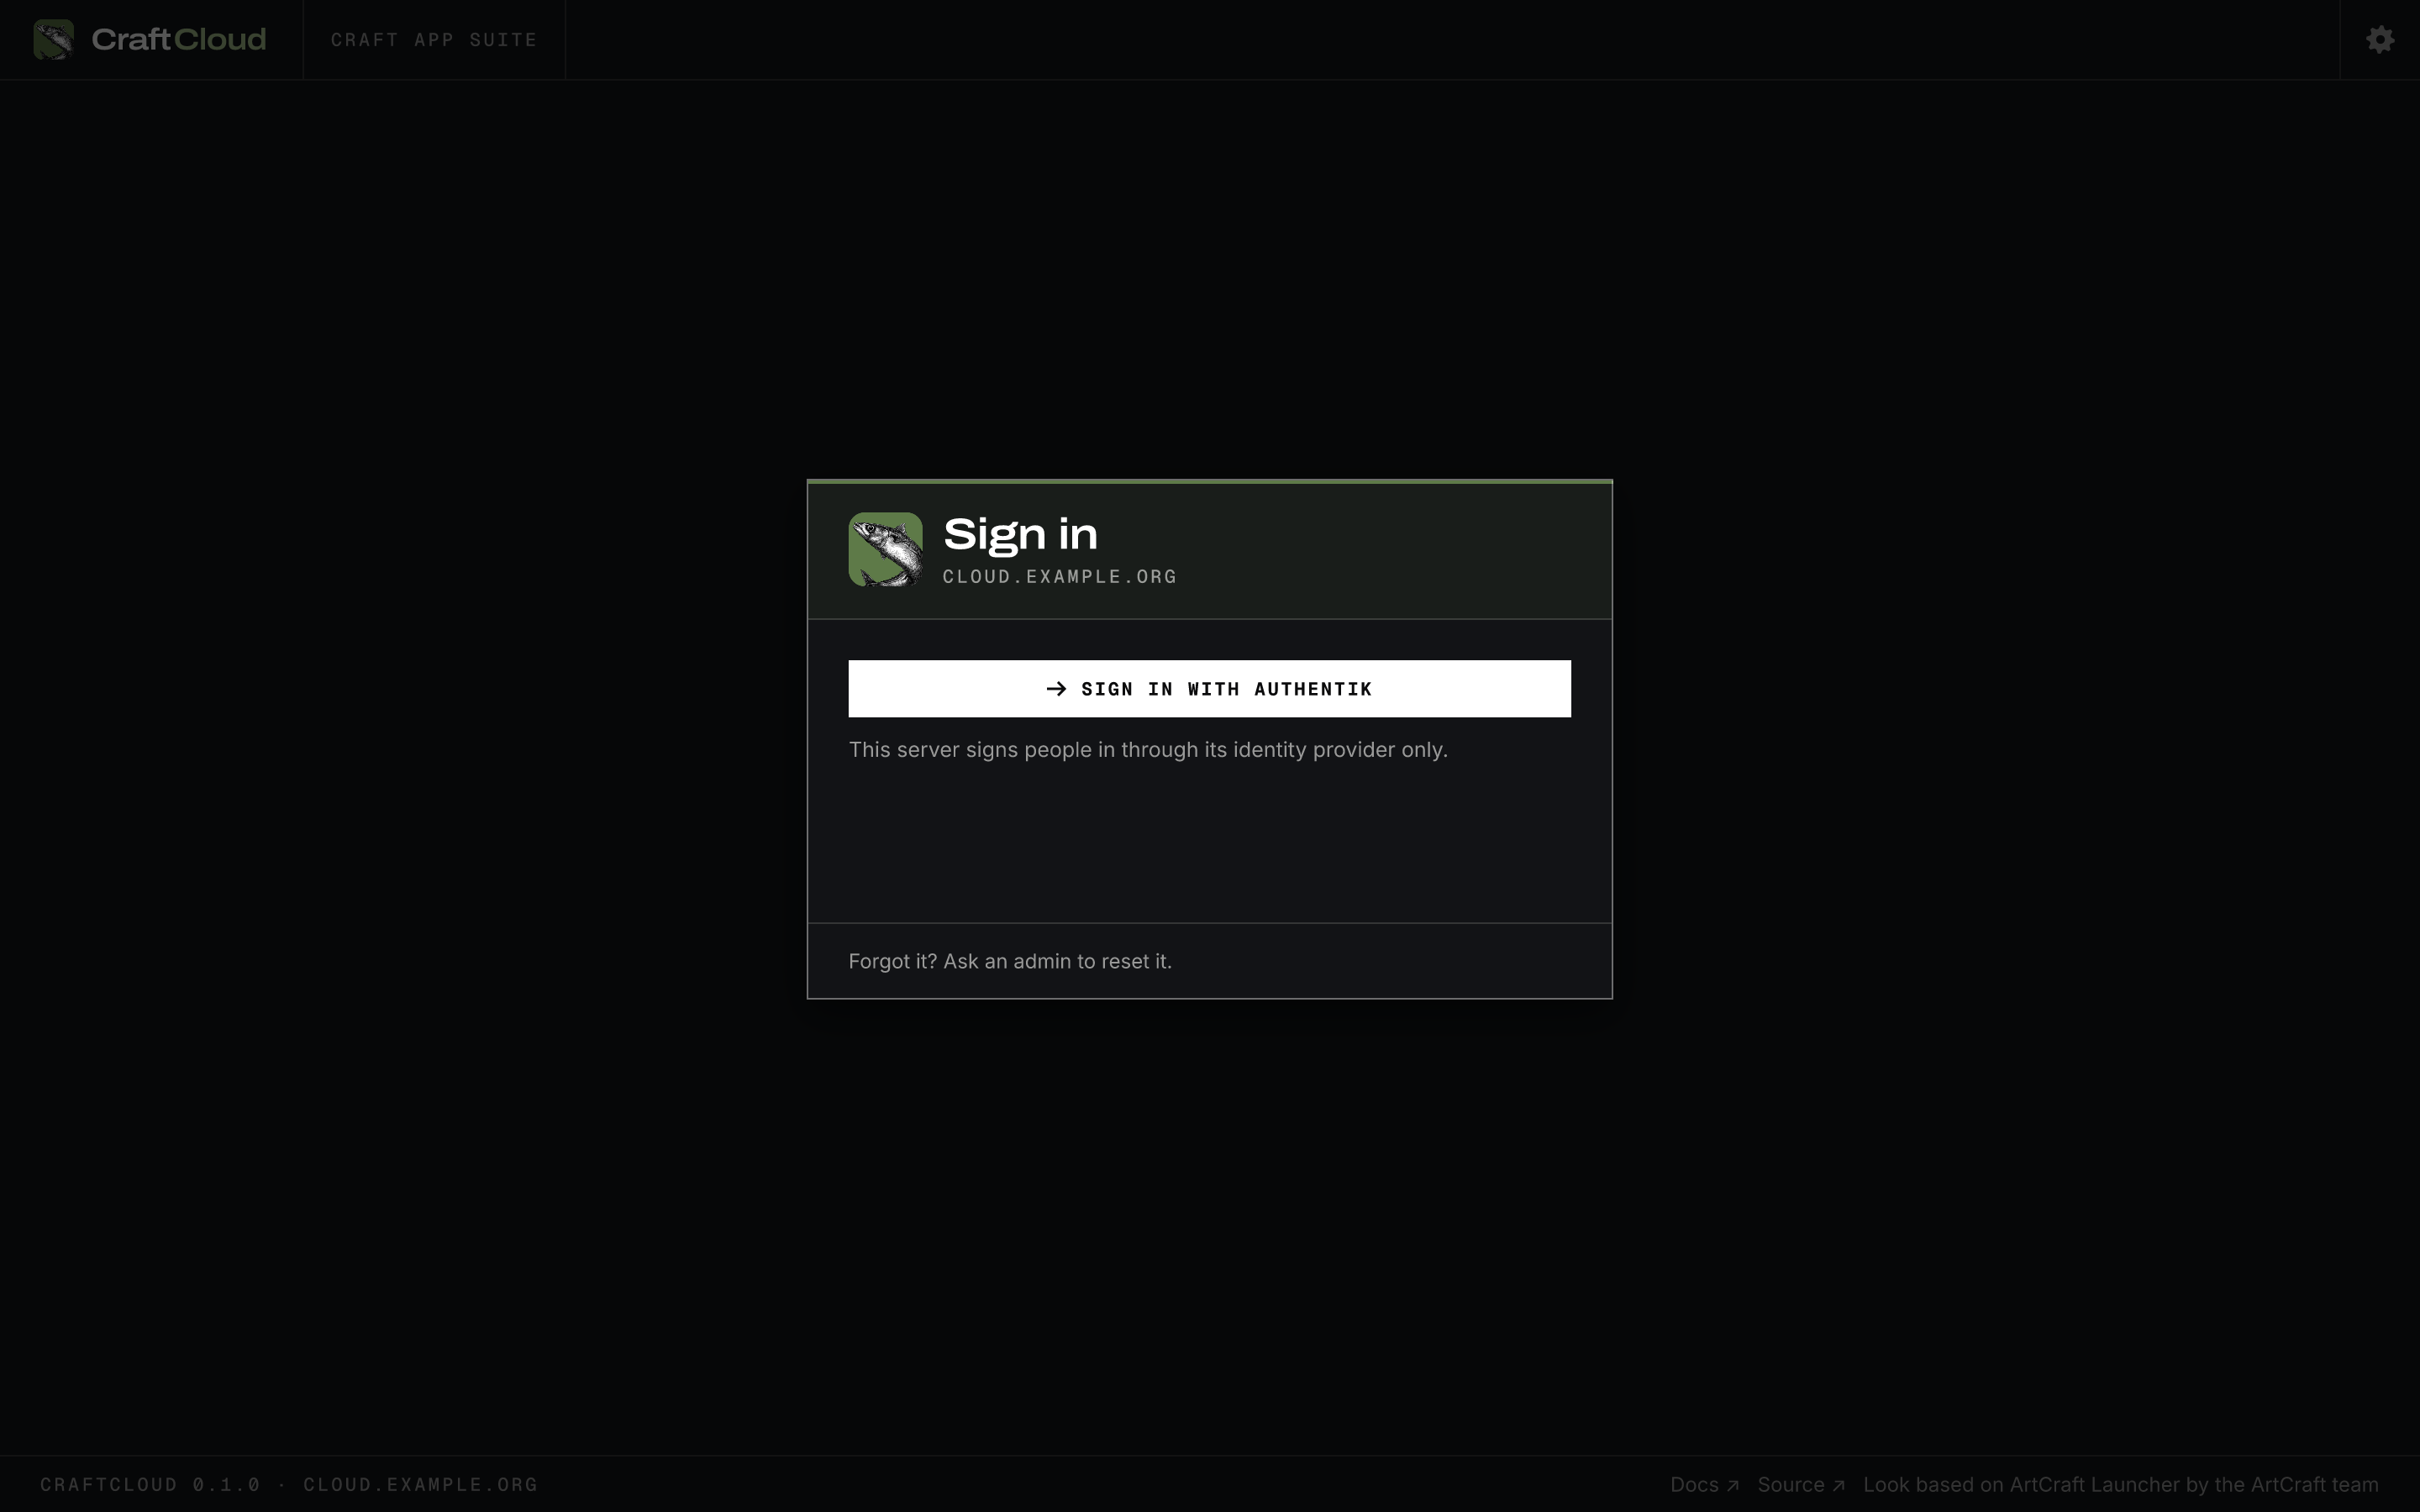 CraftCloud
CRAFT APP SUITE
Sign in
CLOUD.EXAMPLE.ORG
→ SIGN IN WITH AUTHENTIK
This server signs people in through its identity provider only.
Forgot it? Ask an admin to reset it.
CRAFTCLOUD 0.1.0 · CLOUD.EXAMPLE.ORG
Docs ↗ Source ↗ Look based on ArtCraft Launcher by the ArtCraft team